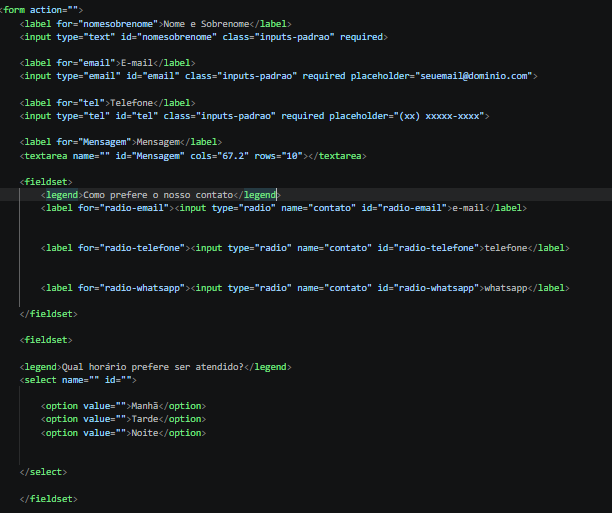 <form action="">
<label for="nomesobrenome">Nome e Sobrenome</label>
<input type="text" id="nomesobrenome" class="inputs-padrao" required>
<label for="email">E-mail</label>
<input type="email" id="email" class="inputs-padrao" required placeholder="seuemail@dominio.com">
<label for="tel">Telefone</label>
<input type="tel" id="tel" class="inputs-padrao" required placeholder="(xx) xxxxx-xxxx">
<label for="Mensagem">Mensagem</label>
<textarea name="" id="Mensagem" cols="67.2" rows="10"></textarea>
<fieldset>
<legend>Como prefere o nosso contato</legend>
<label for="radio-email"><input type="radio" name="contato" id="radio-email">e-mail</label>
<label for="radio-telefone"><input type="radio" name="contato" id="radio-telefone">telefone</label>
<label for="radio-whatsapp"><input type="radio" name="contato" id="radio-whatsapp">whatsapp</label>
</fieldset>
<fieldset>
<legend>Qual horário prefere ser atendido?</legend>
<select name="" id="">
<option value="">Manhã</option>
<option value="">Tarde</option>
<option value="">Noite</option>
</select>
</fieldset>